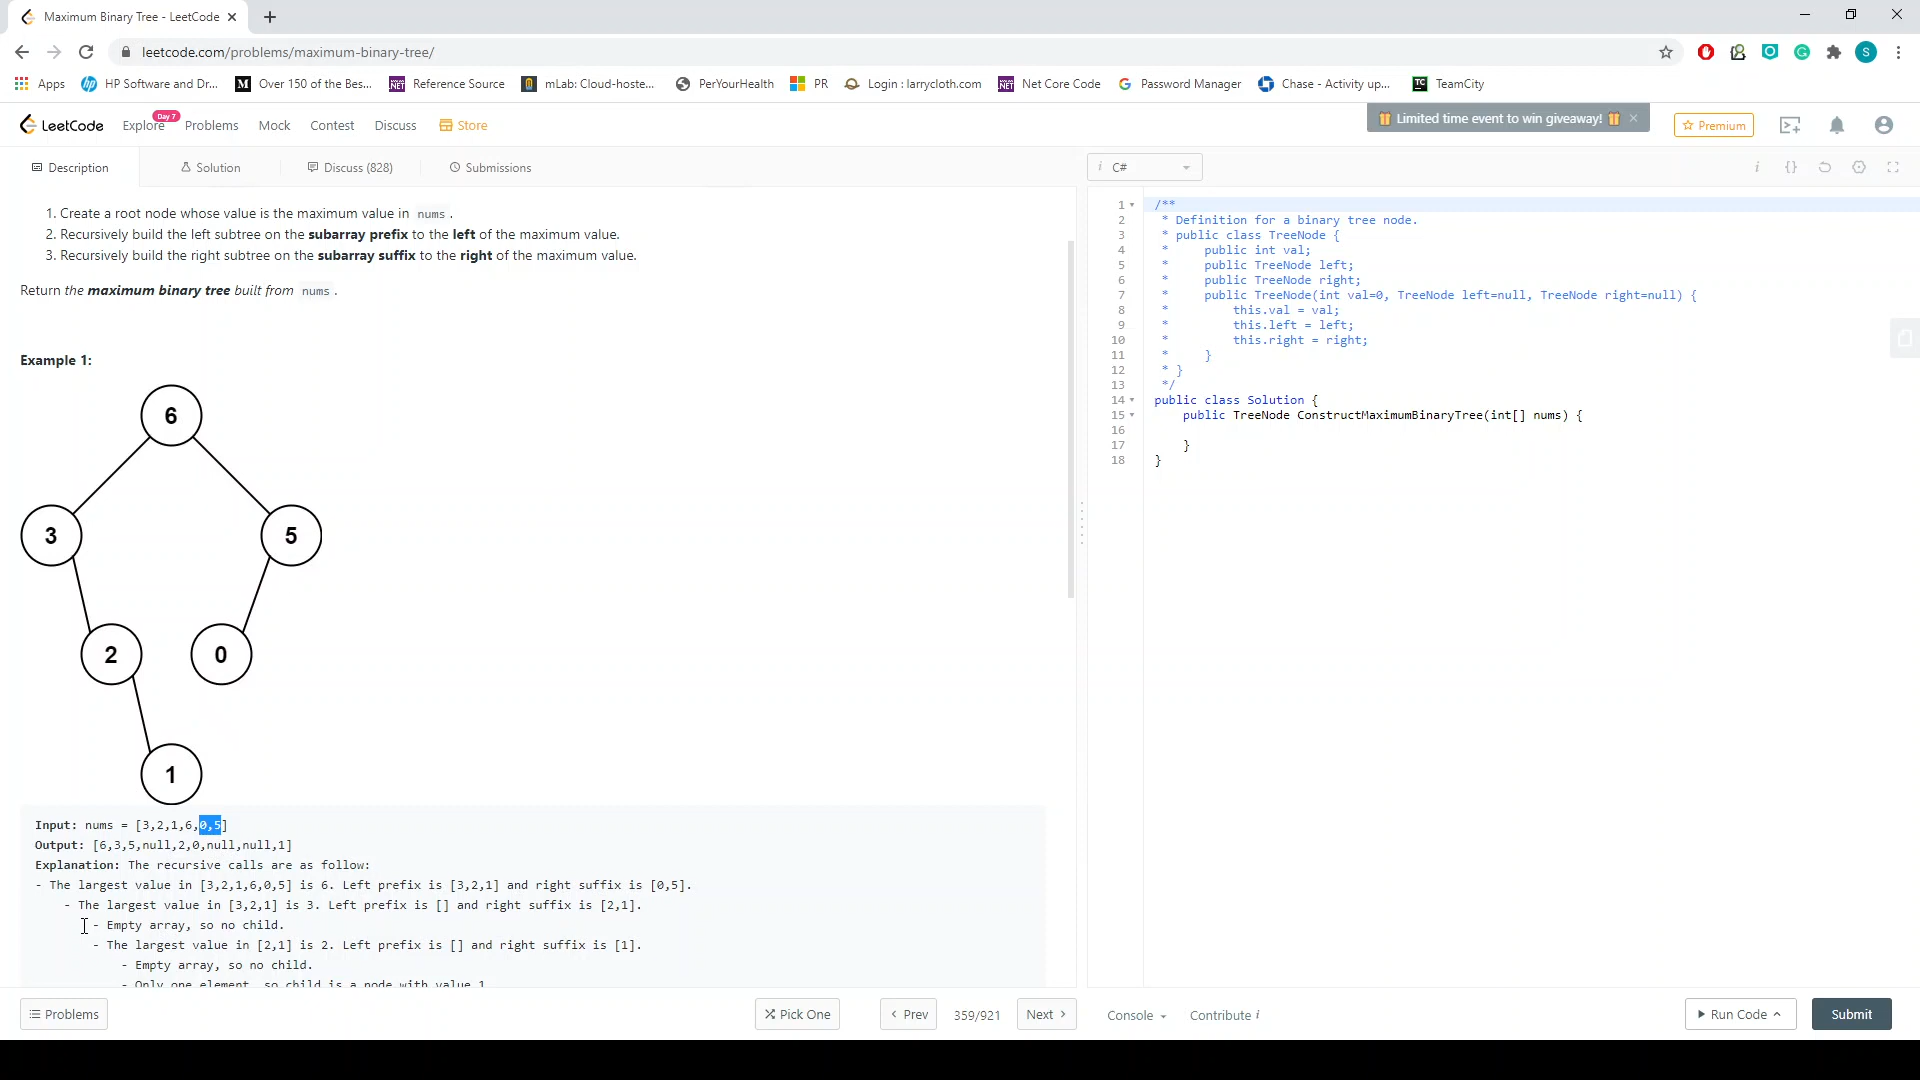 Maximum Binary Tree - LeetCode
leetcode.com/problems/maximum-binary-tree/
S
Apps
HP Software and Dr...
Over 150 of the Bes...
Reference Source
mLab: Cloud-hoste...
PerYourHealth
PR
Login : larrycloth.com
Net Core Code
Password Manager
Chase - Activity up...
TeamCity
LeetCode
Explore
Day 7
Problems
Mock
Contest
Discuss
Store
Limited time event to win giveaway!
Premium
Description
Solution
Discuss (828)
Submissions
i C#
1. Create a root node whose value is the maximum value in nums .
2. Recursively build the left subtree on the subarray prefix to the left of the maximum value.
3. Recursively build the right subtree on the subarray suffix to the right of the maximum value.
Return the maximum binary tree built from nums .
Example 1:
6
3
5
2
0
1
Input: nums = [3,2,1,6,0,5]
Output: [6,3,5,null,2,0,null,null,1]
Explanation: The recursive calls are as follow:
- The largest value in [3,2,1,6,0,5] is 6. Left prefix is [3,2,1] and right suffix is [0,5].
- The largest value in [3,2,1] is 3. Left prefix is [] and right suffix is [2,1].
- Empty array, so no child.
- The largest value in [2,1] is 2. Left prefix is [] and right suffix is [1].
- Empty array, so no child.
- Only one element, so child is a node with value 1.
1 /**
2 * Definition for a binary tree node.
3 * public class TreeNode {
4 * public int val;
5 * public TreeNode left;
6 * public TreeNode right;
7 * public TreeNode(int val=0, TreeNode left=null, TreeNode right=null) {
8 * this.val = val;
9 * this.left = left;
10 * this.right = right;
11 * }
12 * }
13 */
14 public class Solution {
15 public TreeNode ConstructMaximumBinaryTree(int[] nums) {
16
17 }
18 }
Problems
Pick One
Prev
359/921
Next
Console
Contribute i
Run Code
Submit